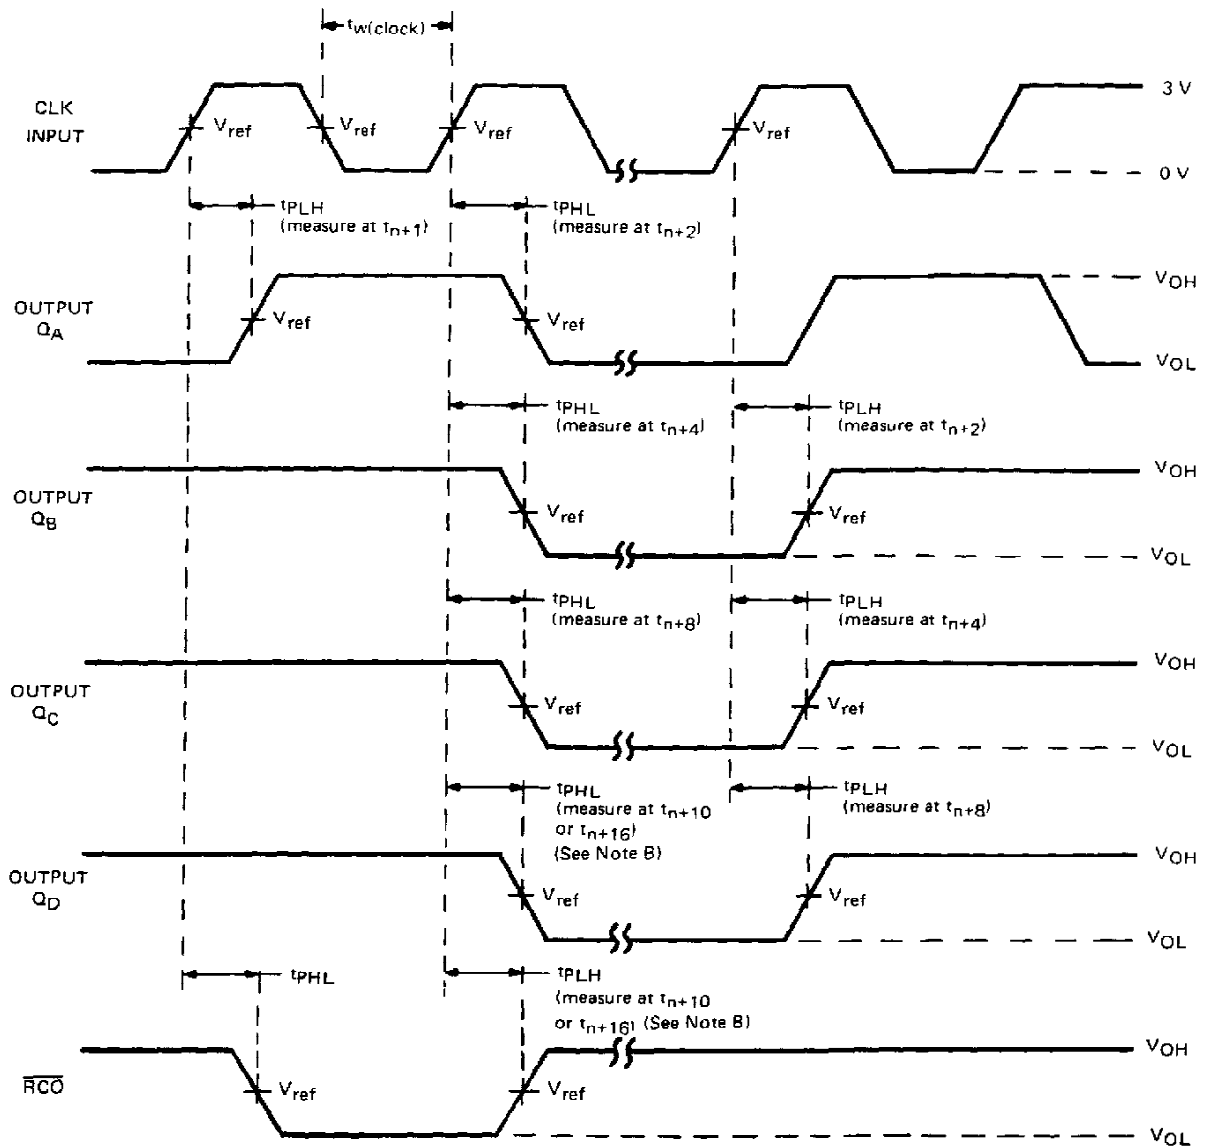 tw(clock)
CLK
INPUT
Vref
Vref
Vref
Vref
3 V
0 V
tPLH
(measure at tn+1)
tPHL
(measure at tn+2)
OUTPUT
QA
Vref
Vref
VOH
VOL
tPHL
(measure at tn+4)
tPLH
(measure at tn+2)
OUTPUT
QB
Vref
Vref
VOH
VOL
tPHL
(measure at tn+8)
tPLH
(measure at tn+4)
OUTPUT
QC
Vref
Vref
VOH
VOL
tPHL
(measure at tn+10
or tn+16)
(See Note B)
tPLH
(measure at tn+8)
OUTPUT
QD
Vref
Vref
VOH
VOL
tPHL
tPLH
(measure at tn+10
or tn+16) (See Note B)
RCO
Vref
Vref
VOH
VOL